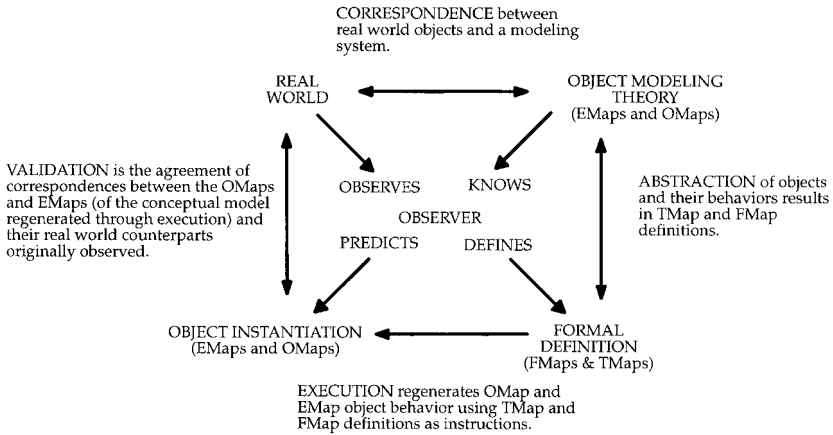 CORRESPONDENCE between
real world objects and a modeling
system.
REAL
WORLD
OBJECT MODELING
THEORY
(EMaps and OMaps)
VALIDATION is the agreement of
correspondences between the OMaps
and EMaps (of the conceptual model
regenerated through execution) and
their real world counterparts
originally observed.
OBSERVES
KNOWS
OBSERVER
PREDICTS
DEFINES
ABSTRACTION of objects
and their behaviors results
in TMap and FMap
definitions.
OBJECT INSTANTIATION
(EMaps and OMaps)
FORMAL
DEFINITION
(FMaps & TMaps)
EXECUTION regenerates OMap and
EMap object behavior using TMap and
FMap definitions as instructions.